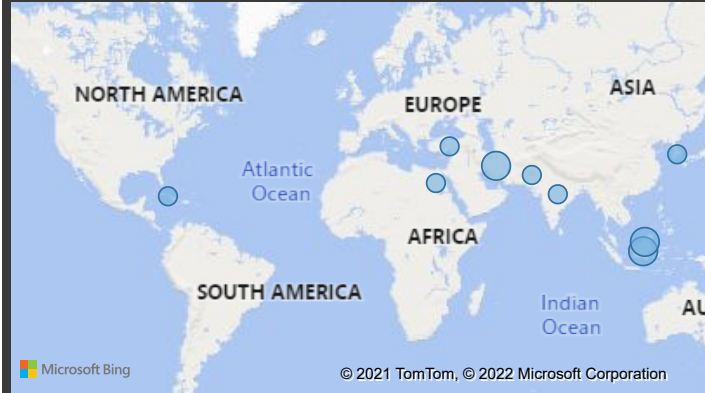 ASIA
NORTH AMERICA
EUROPE
Atlantic
Ocean
AFRICA
SOUTH AMERICA
Indian
Ocean
AU
Microsoft Bing
© 2021 TomTom, © 2022 Microsoft Corporation